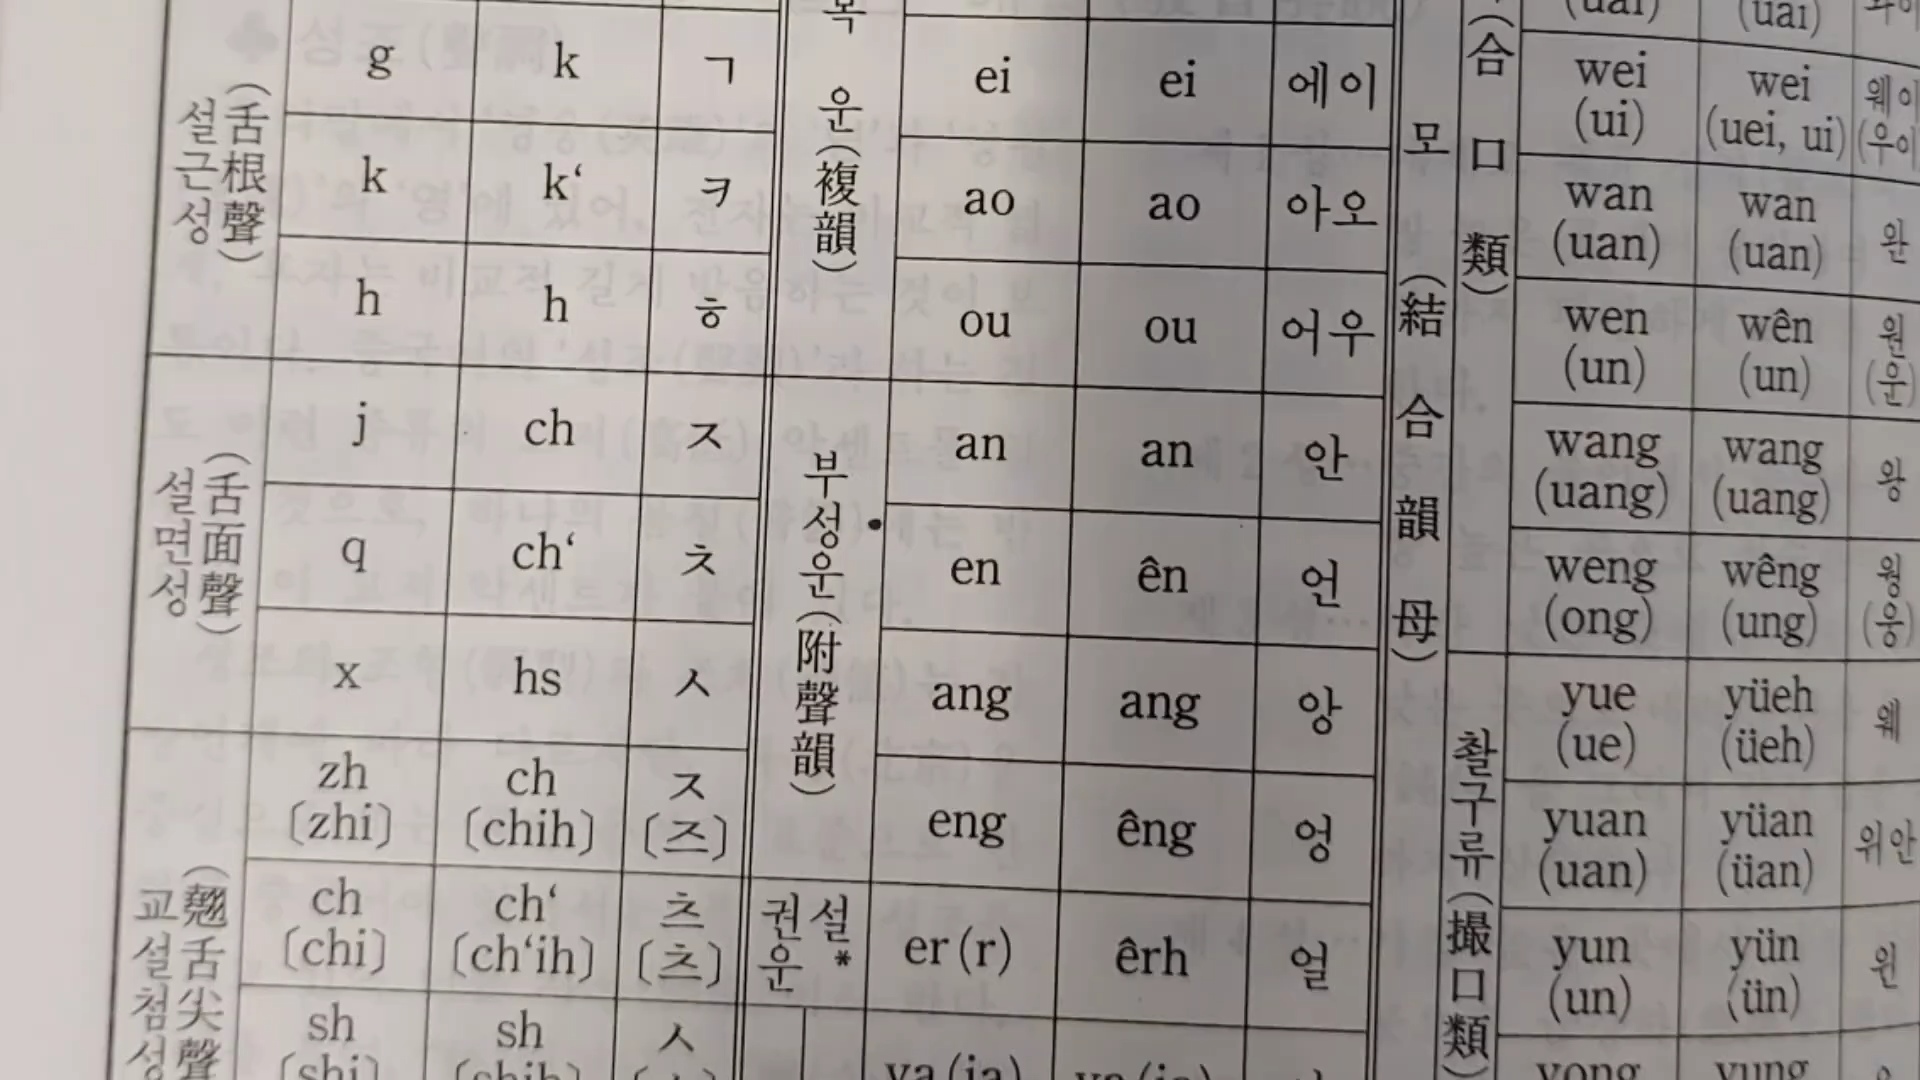 설근성(舌根聲)
g k ㄱ
k k‘ ㅋ
h h ㅎ
설면성(舌面聲)
j ch ㅈ
q ch‘ ㅊ
x hs ㅅ
교설첨성(翹舌尖聲
zh ch ㅈ
〔zhi〕 〔chih〕 〔즈〕
ch ch‘ 츠
〔chi〕 〔ch‘ih〕 〔츠〕
sh sh ㅅ
운(複韻)
ei ei 에이
ao ao 아오
ou ou 어우
부성운(附聲韻)
an an 안
en ên 언
ang ang 앙
eng êng 엉
권설운*
er(r) êrh 얼
모(結合韻母)
(合口類)
(uai) (uai)
wei wei 웨이
(ui) (uei, ui) (우이
wan wan 완
(uan) (uan)
wen wên 원
(un) (un) (운)
wang wang 왕
(uang) (uang)
weng wêng 웡
(ong) (ung) (웅)
촬구류(撮口類)
yue yüeh 웨
(ue) (üeh)
yuan yüan 위안
(uan) (üan)
yun yün 윈
(un) (ün)
yong yung